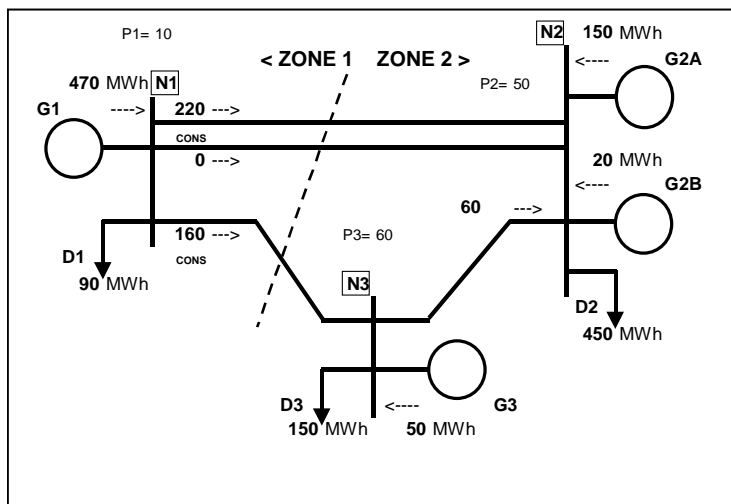 P1= 10
N2 150 MWh
< ZONE 1 ZONE 2 >
<----
G2A
470 MWh N1
P2= 50
---->
220 --->
G1
CONS
0 --->
20 MWh
<----
G2B
60 --->
160 --->
P3= 60
D1
CONS
90 MWh
N3
D2
450 MWh
D3
<----
G3
150 MWh
50 MWh